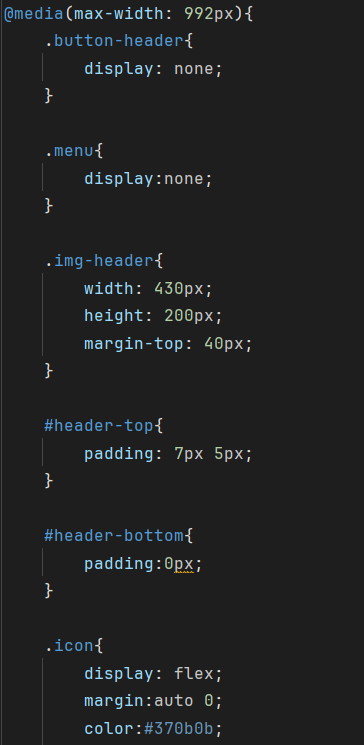 @media(max-width: 992px){
.button-header{
display: none;
}
.menu{
display:none;
}
.img-header{
width: 430px;
height: 200px;
margin-top: 40px;
}
#header-top{
padding: 7px 5px;
}
#header-bottom{
padding:0px;
}
.icon{
display: flex;
margin:auto 0;
color:#370b0b;